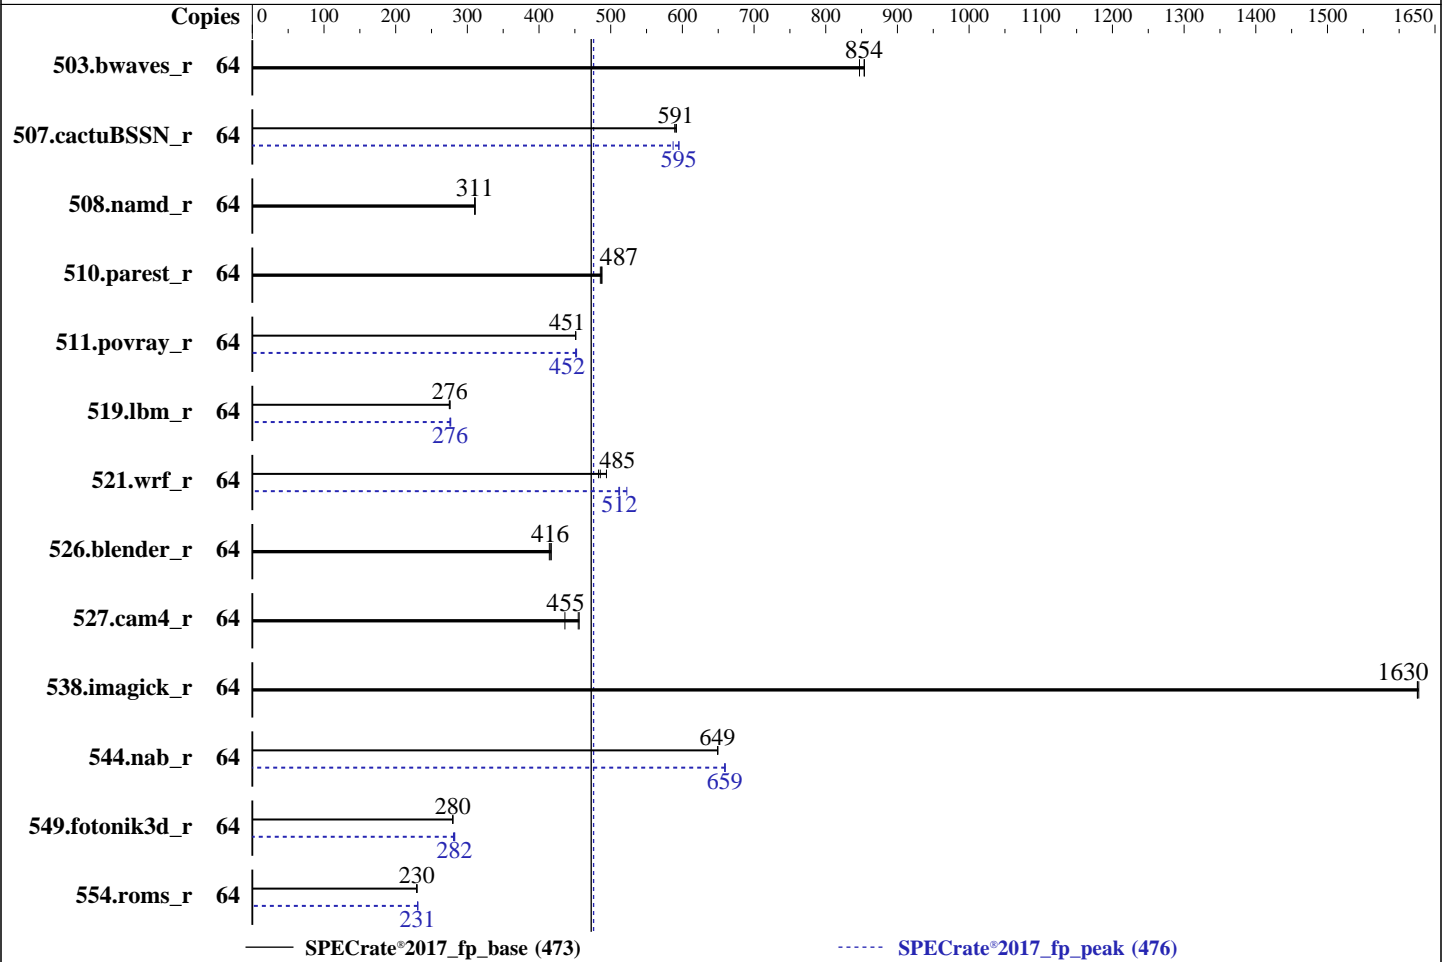 Copies 0 100 200 300 400 500 600 700 800 900 1000 1100 1200 1300 1400 1500 1650
854
503.bwaves_r 64
591
507.cactuBSSN_r 64
595
311
508.namd_r 64
487
510.parest_r 64
451
511.povray_r 64
452
276
519.lbm_r 64
276
485
521.wrf_r 64
512
416
526.blender_r 64
455
527.cam4_r 64
1630
538.imagick_r 64
649
544.nab_r 64
659
280
549.fotonik3d_r 64
282
230
554.roms_r 64
231
SPECrate®2017_fp_base (473) SPECrate®2017_fp_peak (476)